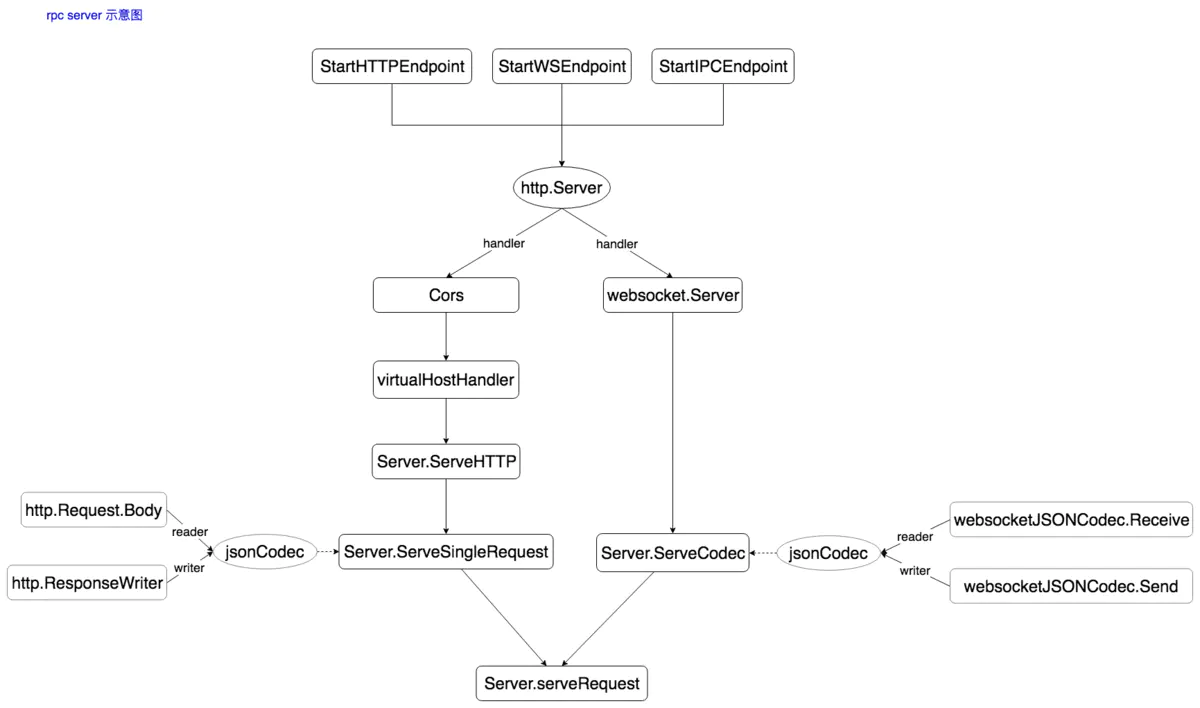 rpc server 示意图
StartHTTPEndpoint
StartWSEndpoint
StartIPCEndpoint
http.Server
handler
handler
Cors
websocket.Server
virtualHostHandler
Server.ServeHTTP
http.Request.Body
websocketJSONCodec.Receive
reader
reader
jsonCodec
Server.ServeSingleRequest
Server.ServeCodec
jsonCodec
writer
writer
http.ResponseWriter
websocketJSONCodec.Send
Server.serveRequest